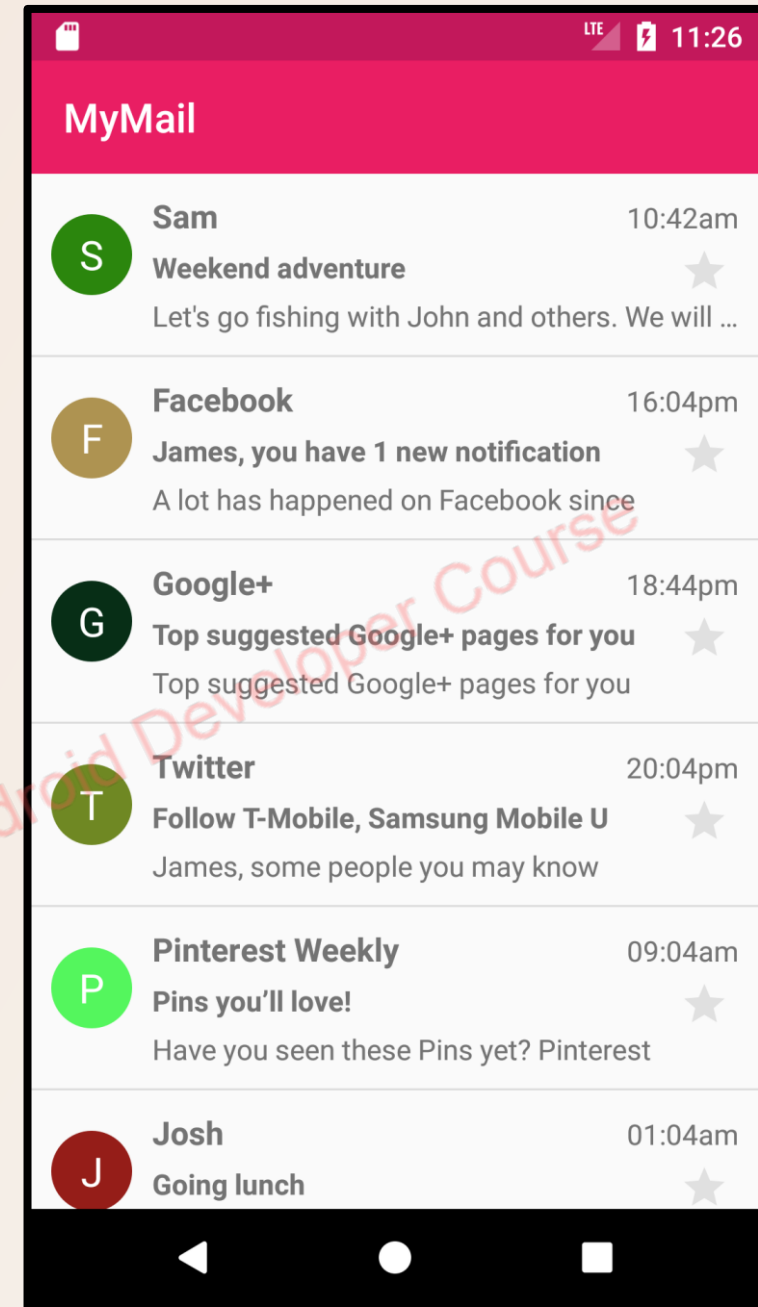 LTE 11:26
MyMail
S Sam 10:42am
Weekend adventure
Let's go fishing with John and others. We will ...
F Facebook 16:04pm
James, you have 1 new notification
A lot has happened on Facebook since
G Google+ 18:44pm
Top suggested Google+ pages for you
Top suggested Google+ pages for you
T Twitter 20:04pm
Follow T-Mobile, Samsung Mobile U
James, some people you may know
P Pinterest Weekly 09:04am
Pins you’ll love!
Have you seen these Pins yet? Pinterest
J Josh 01:04am
Going lunch
Developer Course